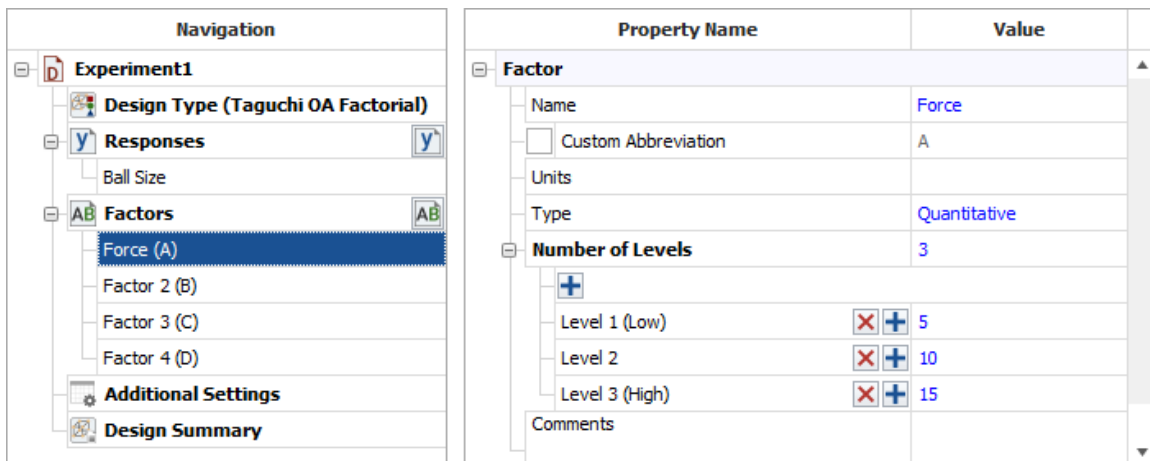 Navigation
Experiment1
Design Type (Taguchi OA Factorial)
Responses
Ball Size
Factors
Force (A)
Factor 2 (B)
Factor 3 (C)
Factor 4 (D)
Additional Settings
Design Summary
Property Name Value
Factor
Name Force
Custom Abbreviation A
Units
Type Quantitative
Number of Levels 3
Level 1 (Low) 5
Level 2 10
Level 3 (High) 15
Comments